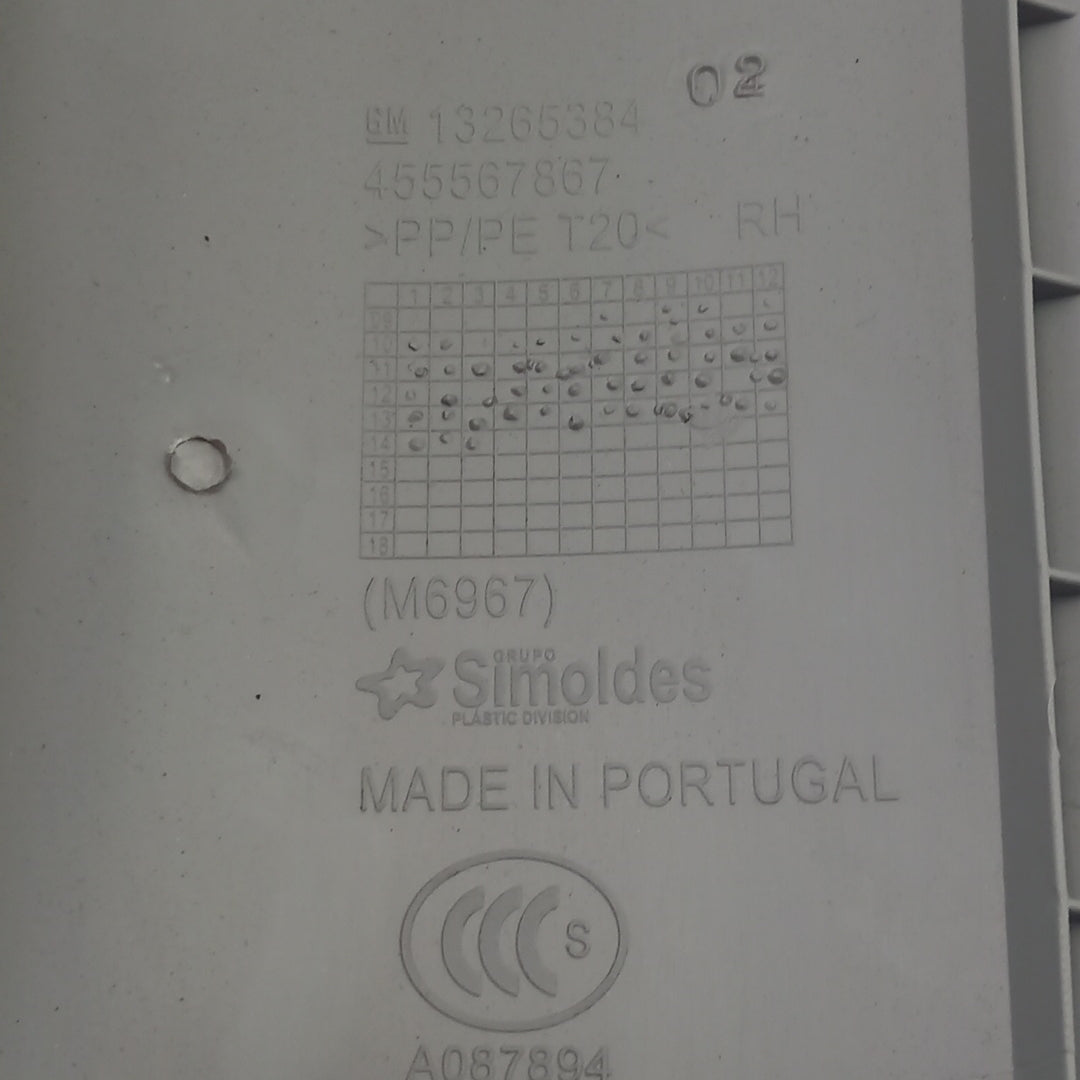 02
GM 13265384
455567867
>PP/PE T20< RH
1 2 3 4 5 6 7 8 9 10 11 12
09
10
11
12
13
14
15
16
17
18
(M6967)
GRUPO
Simoldes
PLASTIC DIVISION
MADE IN PORTUGAL
CCC S
A087894